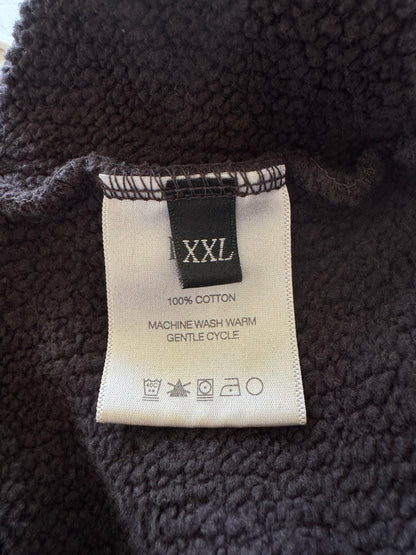 XXL
100% COTTON
MACHINE WASH WARM
GENTLE CYCLE